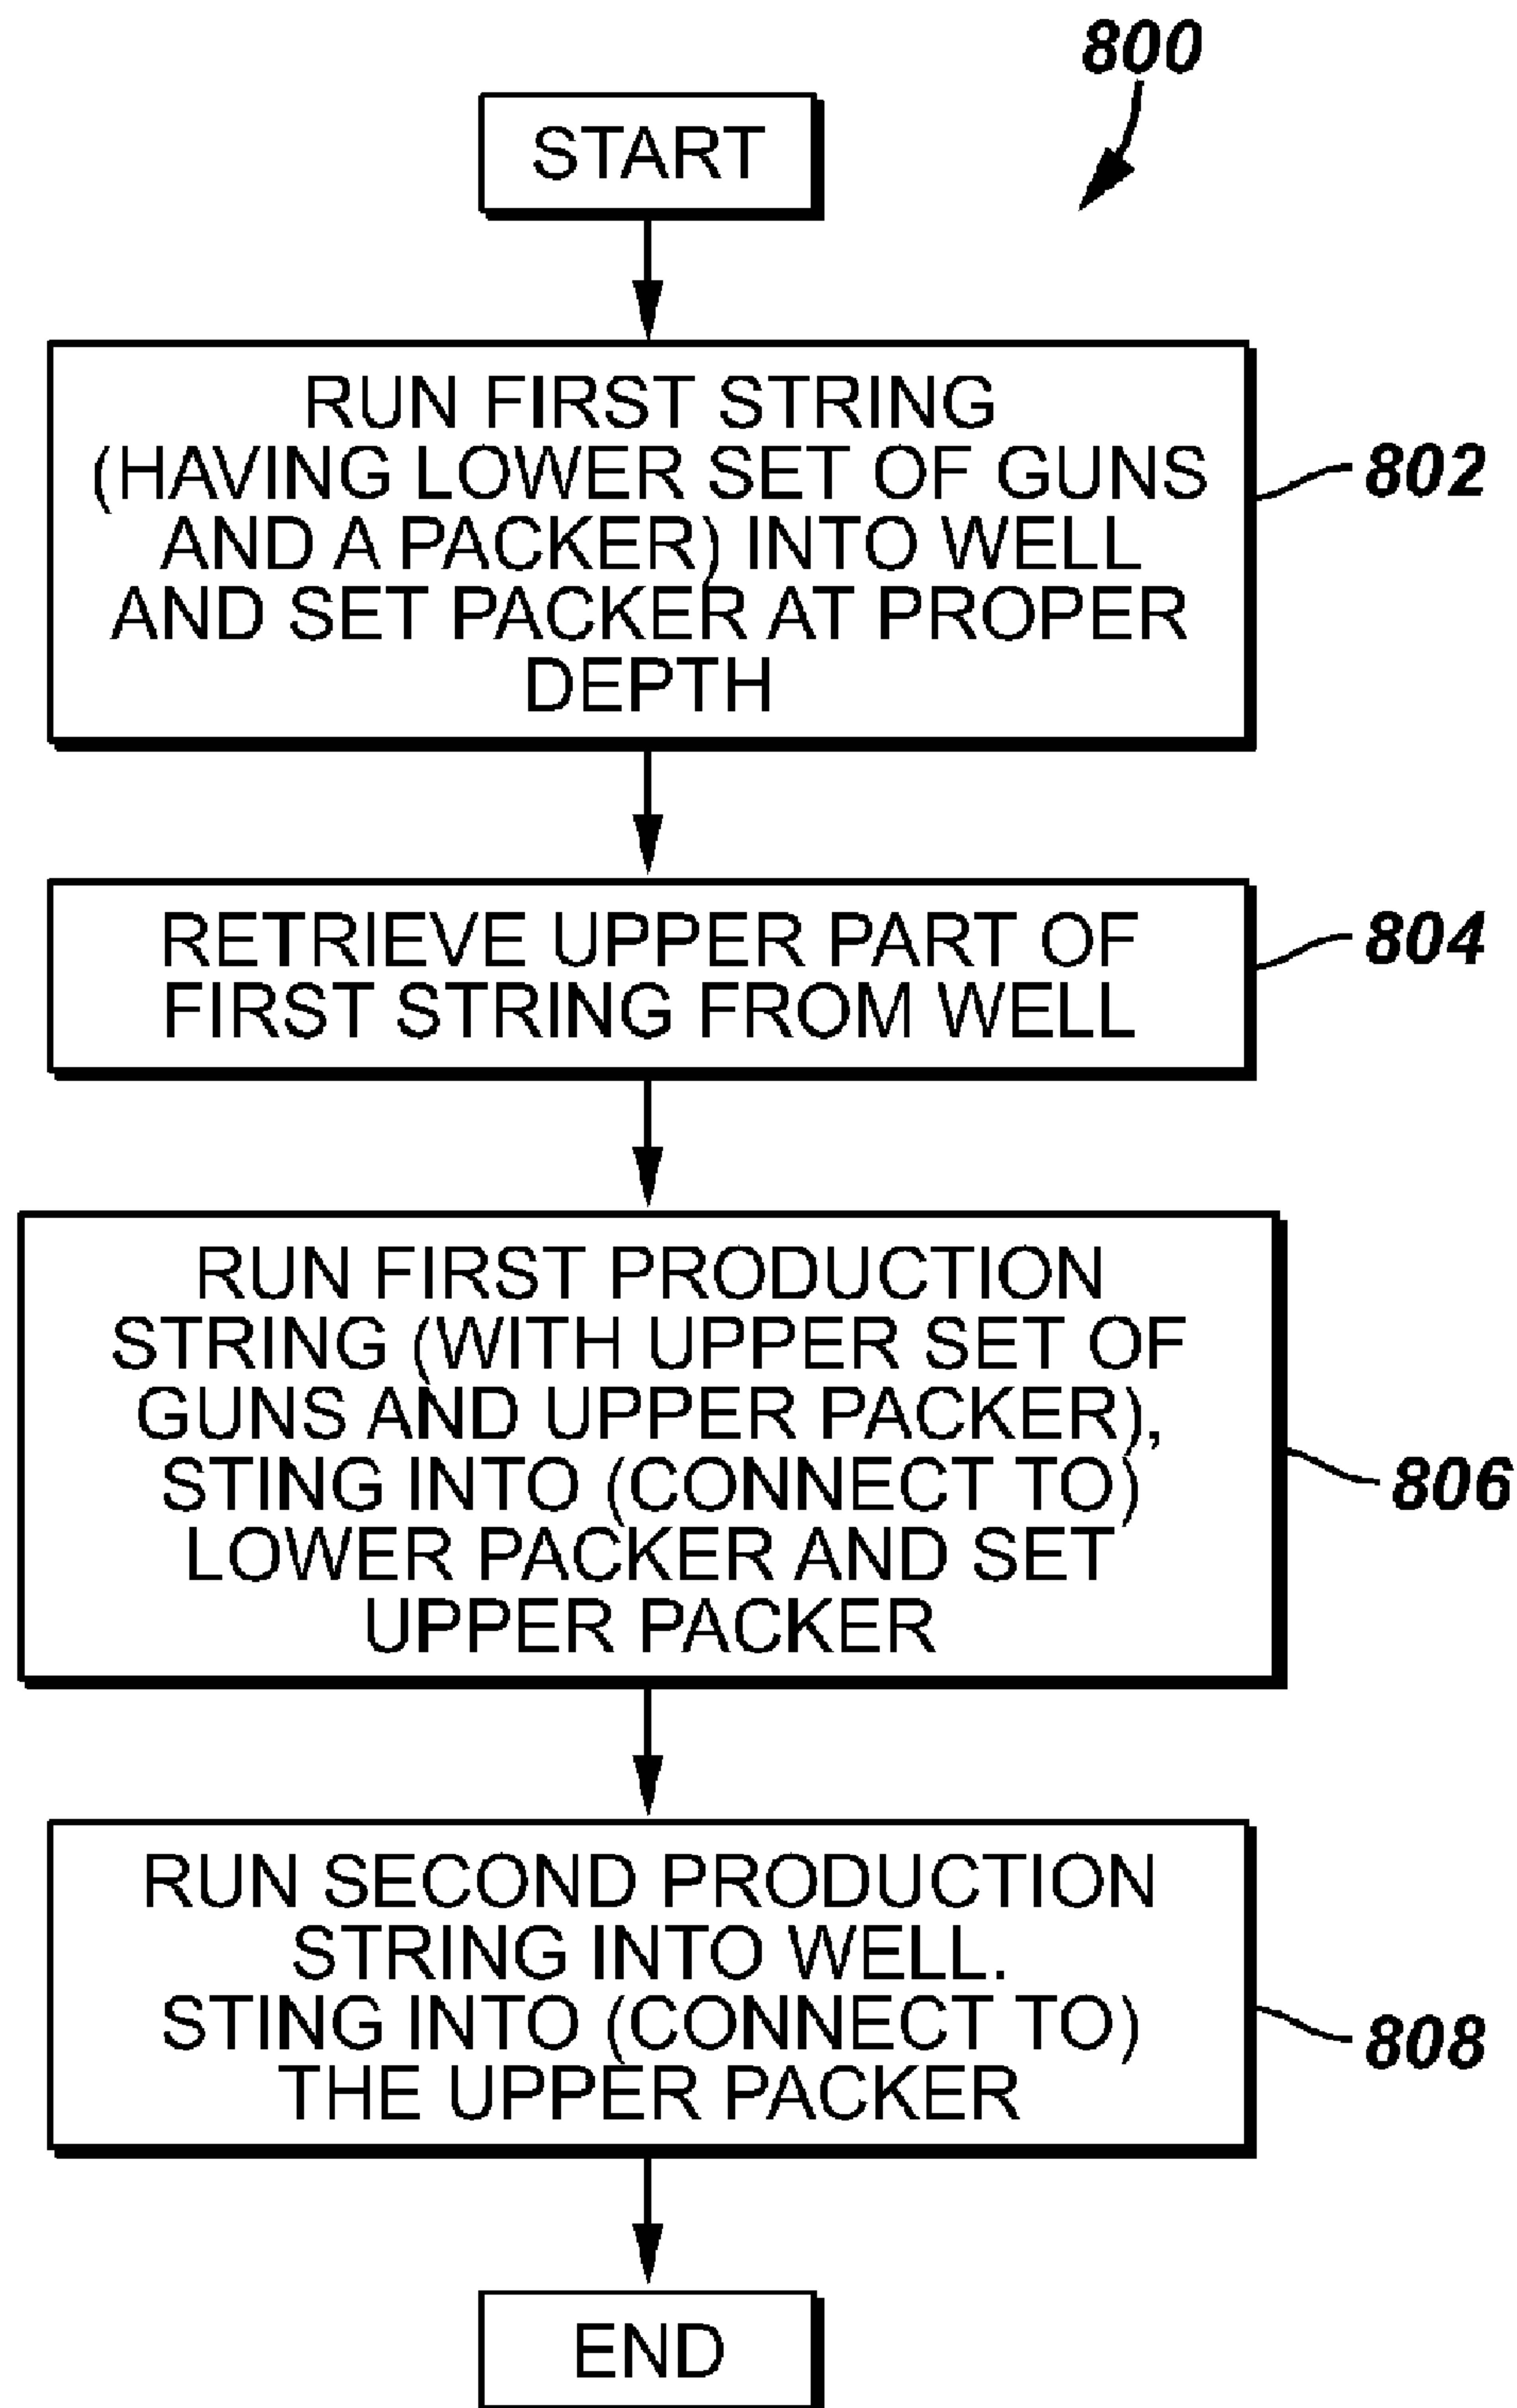 800
START
RUN FIRST STRING
(HAVING LOWER SET OF GUNS
AND A PACKER) INTO WELL
AND SET PACKER AT PROPER
DEPTH
802
RETRIEVE UPPER PART OF
FIRST STRING FROM WELL
804
RUN FIRST PRODUCTION
STRING (WITH UPPER SET OF
GUNS AND UPPER PACKER),
STING INTO (CONNECT TO)
LOWER PACKER AND SET
UPPER PACKER
806
RUN SECOND PRODUCTION
STRING INTO WELL.
STING INTO (CONNECT TO)
THE UPPER PACKER
808
END